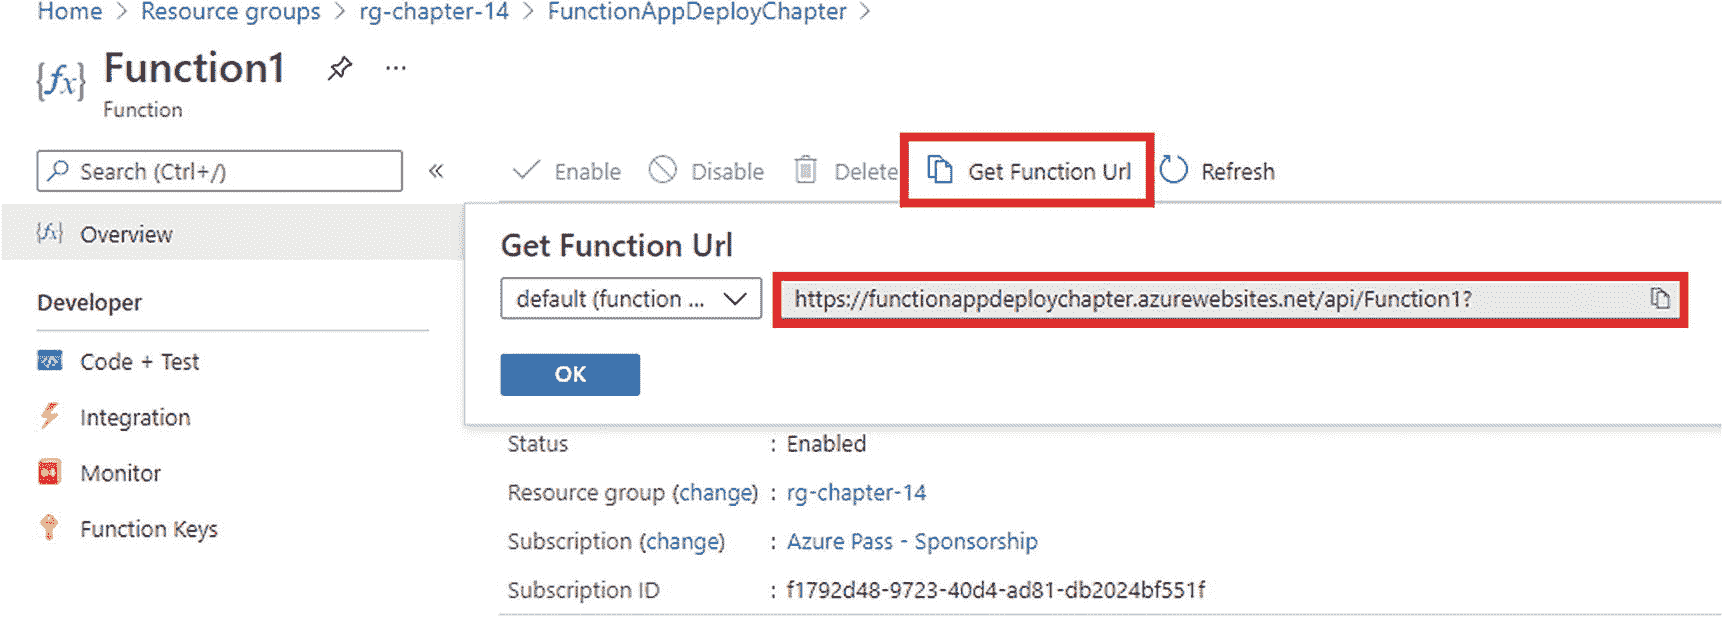 Home > Resource groups > rg-chapter-14 > FunctionAppDeployChapter >
{fx} Function1 ...
Function
Search (Ctrl+/) «
Enable Disable Delete Get Function Url Refresh
{fx} Overview
Get Function Url
default (function ... https://functionappdeploychapter.azurewebsites.net/api/Function1?
OK
Developer
Code + Test
Integration
Monitor
Function Keys
Status : Enabled
Resource group (change) : rg-chapter-14
Subscription (change) : Azure Pass - Sponsorship
Subscription ID : f1792d48-9723-40d4-ad81-db2024bf551f